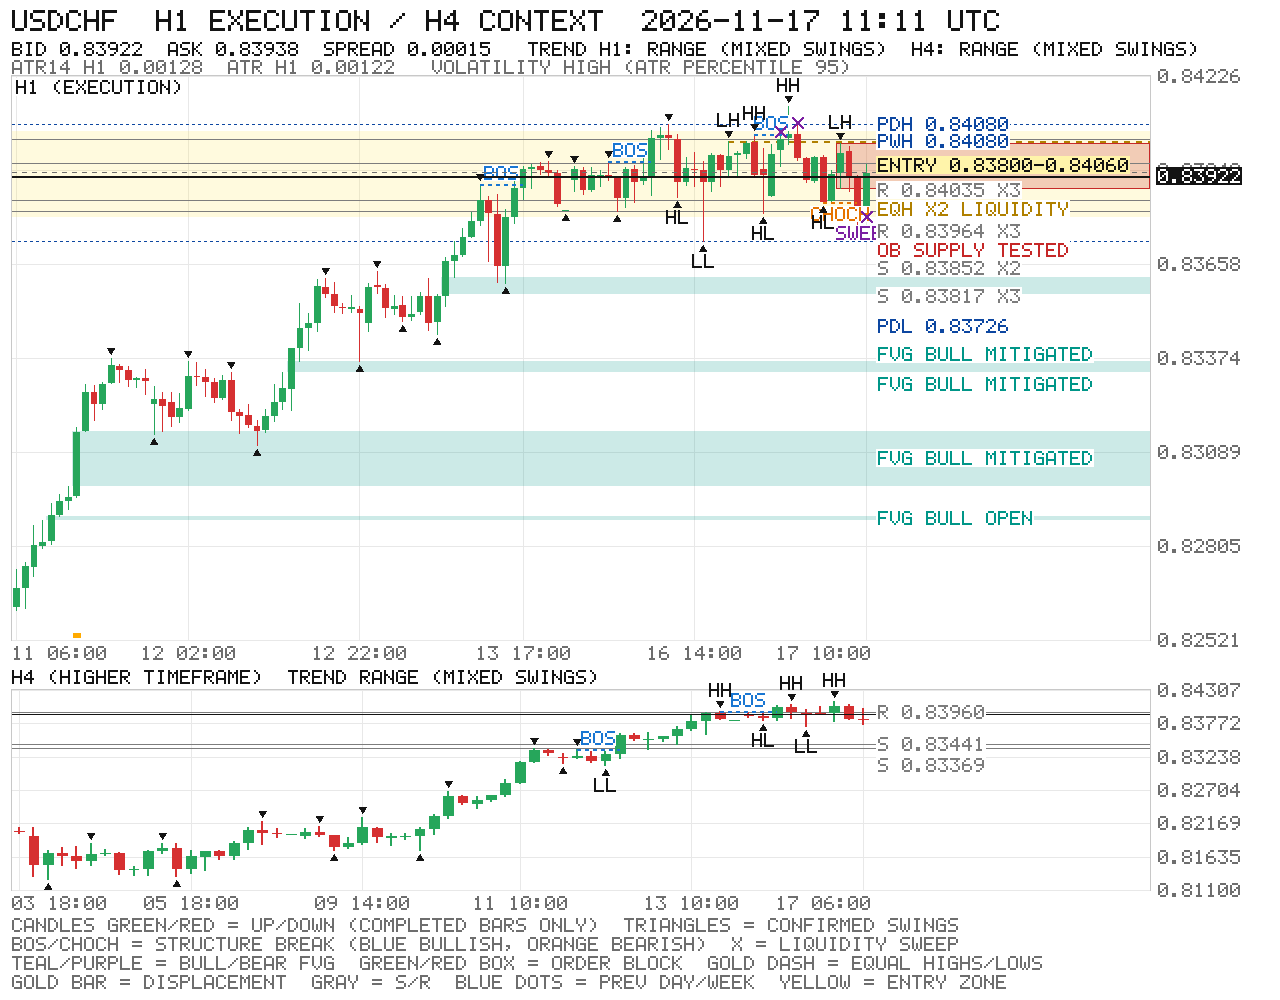 USDCHF  H1 EXECUTION / H4 CONTEXT  2026-11-17 11:11 UTC
BID 0.83922  ASK 0.83938  SPREAD 0.00015  TREND H1: RANGE (MIXED SWINGS)  H4: RANGE (MIXED SWINGS)
ATR14 H1 0.00128  ATR H1 0.00122  VOLATILITY HIGH (ATR PERCENTILE 95)
0.84226
H1 (EXECUTION)
HH
LH HH BOS LH
PDH 0.84080
PWH 0.84080
BOS
ENTRY 0.83800-0.84060
BOS
0.83922
R 0.84035 X3
EQH X2 LIQUIDITY
HL HL CHOCH HL
R 0.83964 X3
OB SUPPLY TESTED
LL
S 0.83852 X2
0.83658
S 0.83817 X3
PDL 0.83726
FVG BULL MITIGATED
0.83374
FVG BULL MITIGATED
FVG BULL MITIGATED
0.83089
FVG BULL OPEN
0.82805
0.82521
11 06:00  12 02:00  12 22:00  13 17:00  16 14:00  17 10:00
H4 (HIGHER TIMEFRAME)  TREND RANGE (MIXED SWINGS)
HH BOS HH HH
0.84307
R 0.83960
0.83772
BOS HL LL
S 0.83441
0.83238
S 0.83369
LL
0.82704
0.82169
0.81635
0.81100
03 18:00  05 18:00  09 14:00  11 10:00  13 10:00  17 06:00
CANDLES GREEN/RED = UP/DOWN (COMPLETED BARS ONLY)  TRIANGLES = CONFIRMED SWINGS
BOS/CHOCH = STRUCTURE BREAK (BLUE BULLISH, ORANGE BEARISH)  X = LIQUIDITY SWEEP
TEAL/PURPLE = BULL/BEAR FVG  GREEN/RED BOX = ORDER BLOCK  GOLD DASH = EQUAL HIGHS/LOWS
GOLD BAR = DISPLACEMENT  GRAY = S/R  BLUE DOTS = PREV DAY/WEEK  YELLOW = ENTRY ZONE